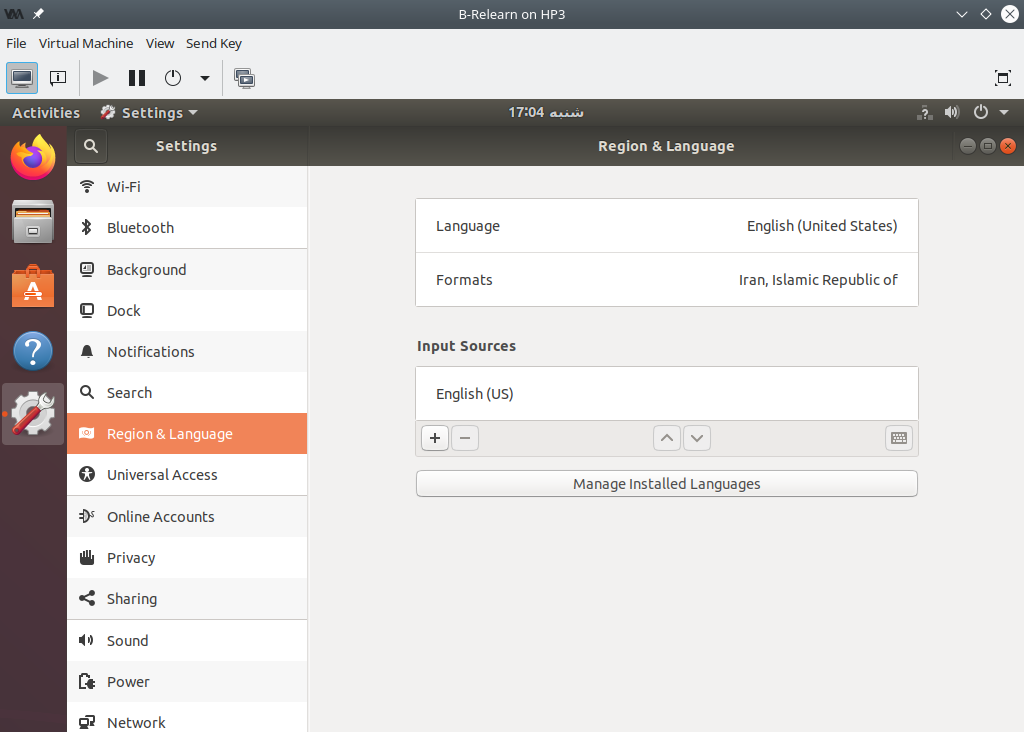 B-Relearn on HP3
File Virtual Machine View Send Key
Activities Settings شنبه 17:04
Settings
Region & Language
Wi-Fi
Bluetooth
Background
Dock
Notifications
Search
Region & Language
Universal Access
Online Accounts
Privacy
Sharing
Sound
Power
Network
Language English (United States)
Formats Iran, Islamic Republic of
Input Sources
English (US)
Manage Installed Languages